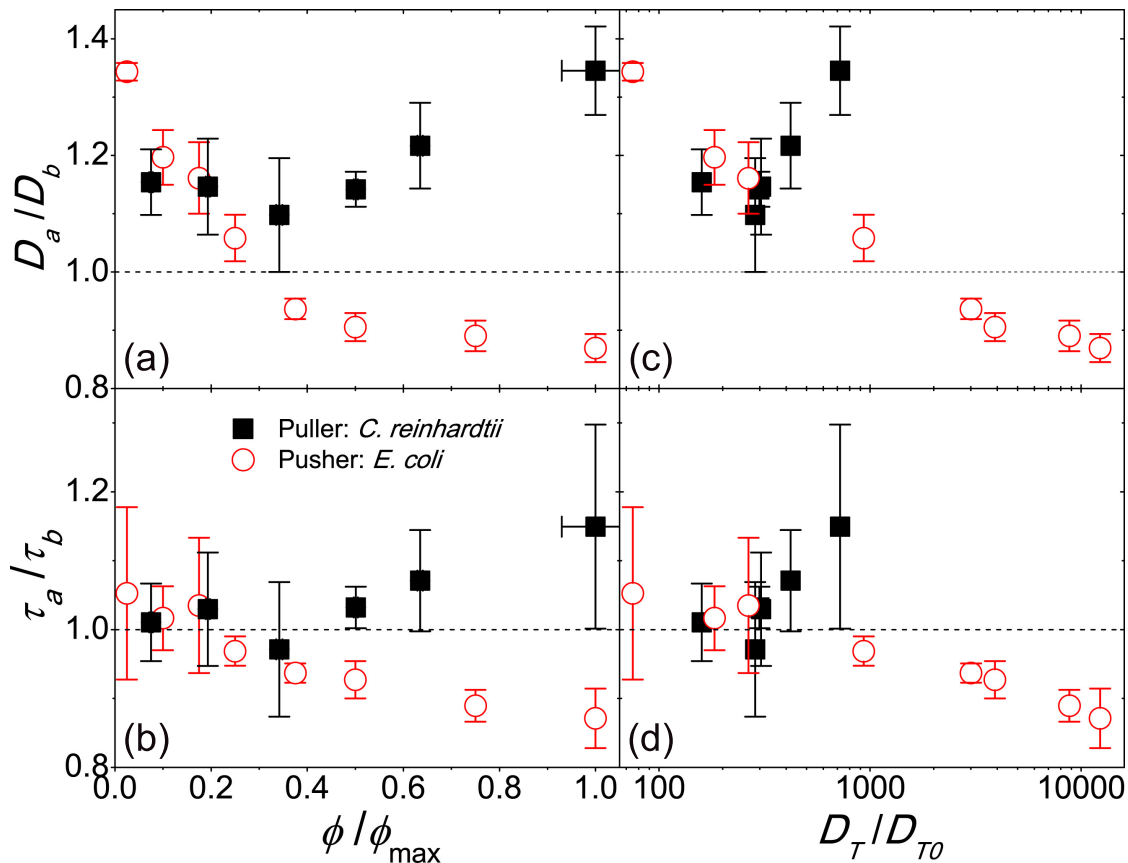 1.4
1.2
1.0
0.8
D_a/D_b
(a)
(c)
1.2
1.0
0.8
τ_a/τ_b
Puller: C. reinhardtii
Pusher: E. coli
(b)
(d)
0.0 0.2 0.4 0.6 0.8 1.0
100 1000 10000
ϕ/ϕ_max
D_T/D_T0